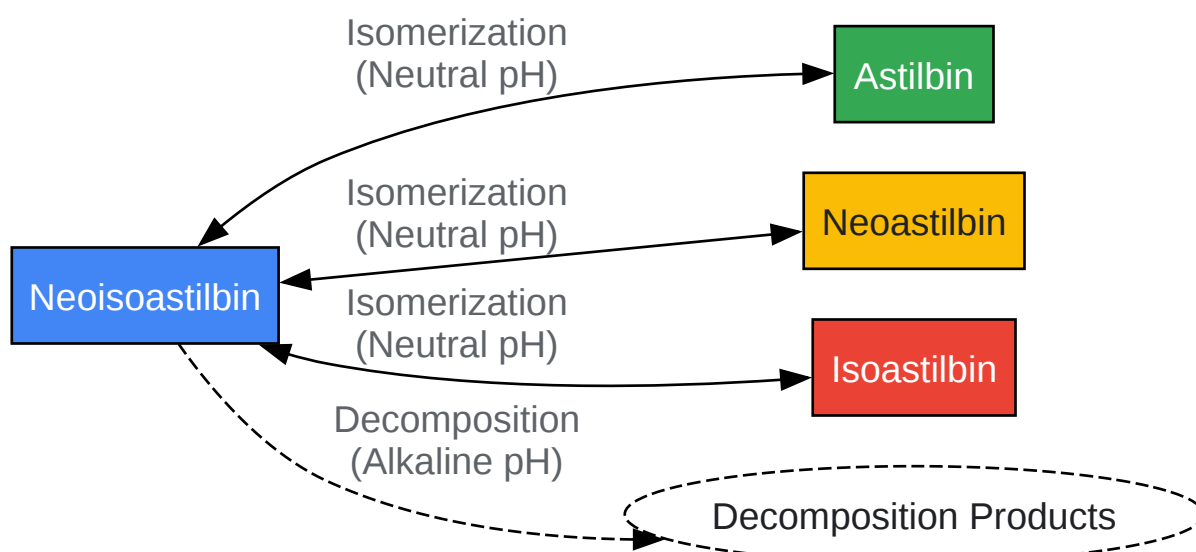 Isomerization
(Neutral pH)
Astilbin
Isomerization
(Neutral pH)
Neoastilbin
Neoisoastilbin
Isomerization
(Neutral pH)
Isoastilbin
Decomposition
(Alkaline pH)
Decomposition Products